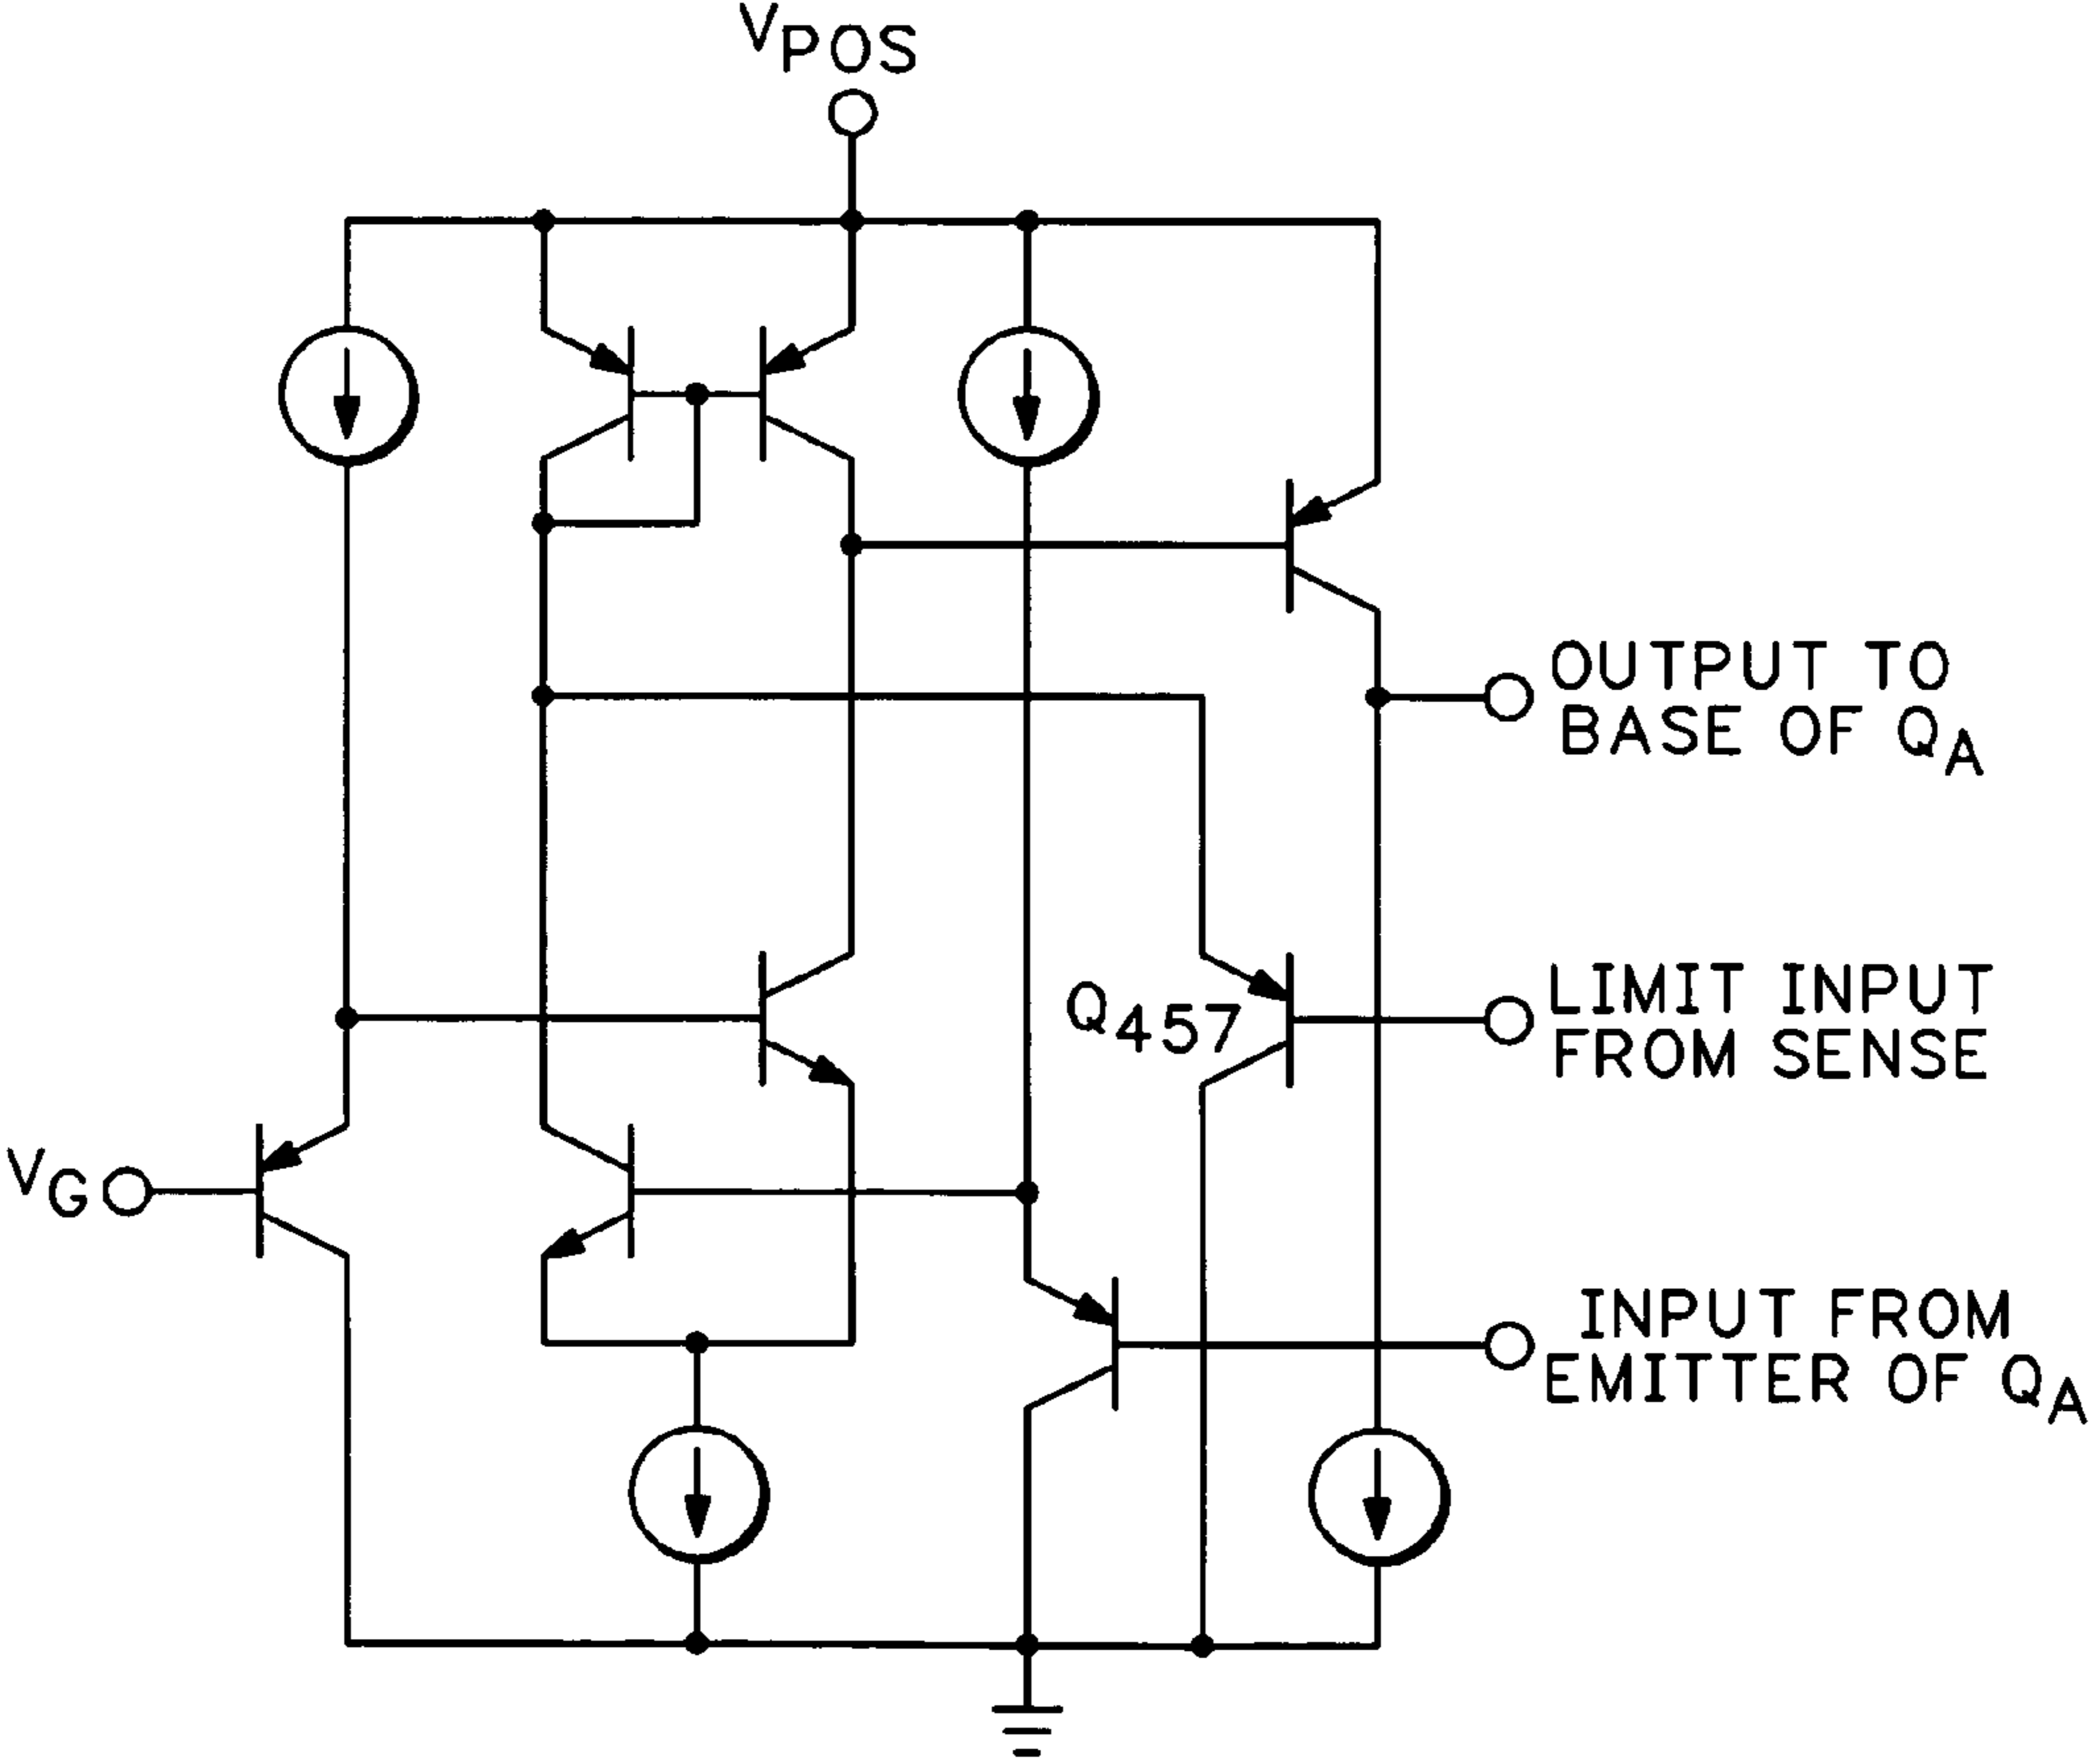 VPOS
OUTPUT TO
BASE OF QA
Q457
LIMIT INPUT
FROM SENSE
VG
INPUT FROM
EMITTER OF QA